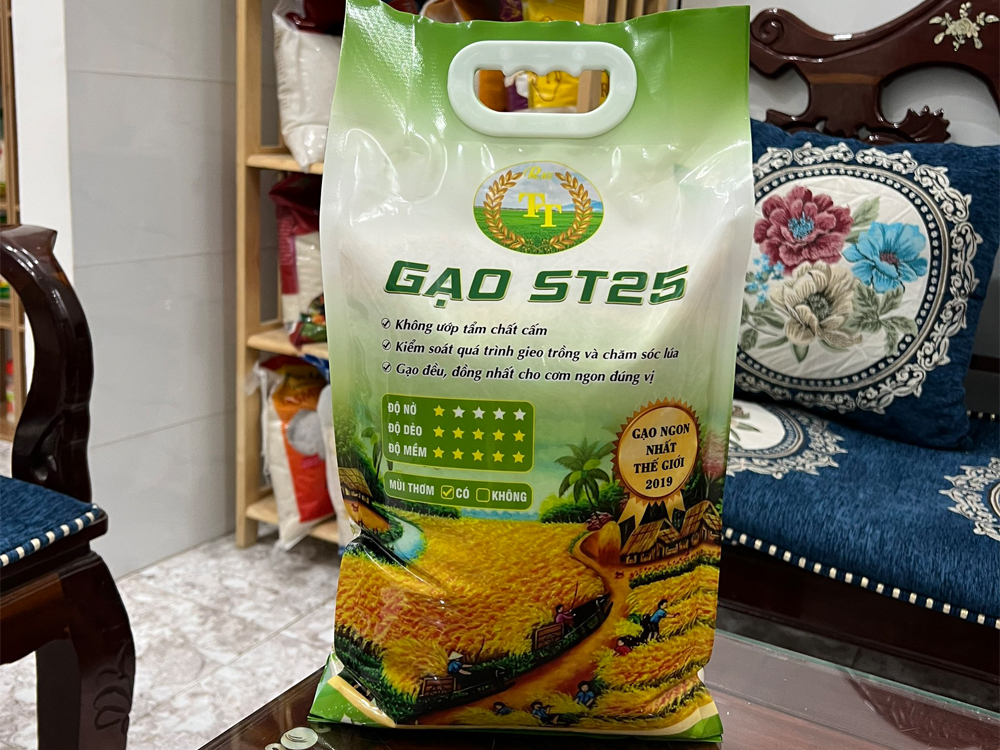 TT
GẠO ST25
Không ướp tẩm chất cấm
Kiểm soát quá trình gieo trồng và chăm sóc lúa
Gạo đều, đồng nhất cho cơm ngon đúng vị
ĐỘ NỞ
ĐỘ DẺO
ĐỘ MỀM
MÙI THƠM CÓ KHÔNG
GẠO NGON
NHẤT
THẾ GIỚI
2019